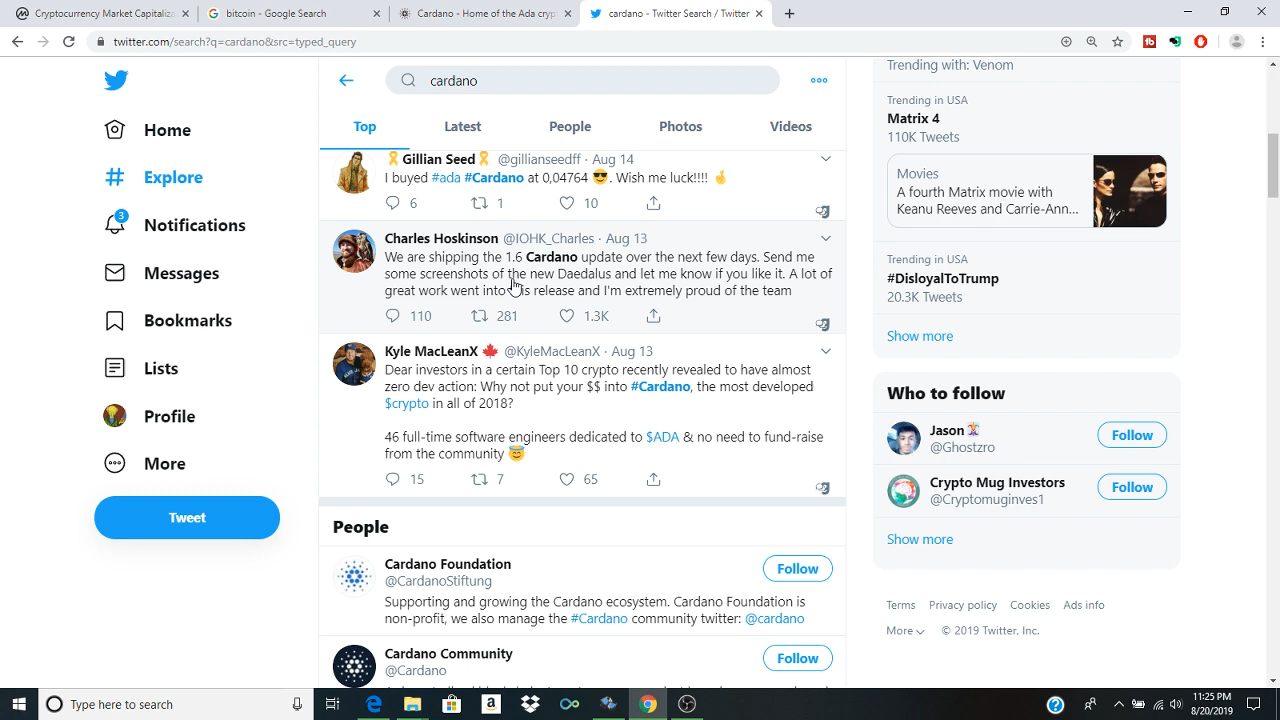 Cryptocurrency Market Capitaliza
bitcoin - Google Search
Cardano - Home of the Ada cryp
cardano - Twitter Search / Twitter
twitter.com/search?q=cardano&src=typed_query
Home
Explore
3
Notifications
Messages
Bookmarks
Lists
Profile
More
Tweet
cardano
Top
Latest
People
Photos
Videos
Gillian Seed @gillianseedff · Aug 14
I buyed #ada #Cardano at 0,04764 😎. Wish me luck!!!! 🤞
6
1
10
Charles Hoskinson @IOHK_Charles · Aug 13
We are shipping the 1.6 Cardano update over the next few days. Send me
some screenshots of the new Daedalus and let me know if you like it. A lot of
great work went into this release and I'm extremely proud of the team
110
281
1.3K
Kyle MacLeanX 🍁 @KyleMacLeanX · Aug 13
Dear investors in a certain Top 10 crypto recently revealed to have almost
zero dev action: Why not put your $$ into #Cardano, the most developed
$crypto in all of 2018?
46 full-time software engineers dedicated to $ADA & no need to fund-raise
from the community 😇
15
7
65
People
Cardano Foundation
@CardanoStiftung
Follow
Supporting and growing the Cardano ecosystem. Cardano Foundation is
non-profit, we also manage the #Cardano community twitter: @cardano
Cardano Community
@Cardano
Follow
Trending with: Venom
Trending in USA
Matrix 4
110K Tweets
Movies
A fourth Matrix movie with
Keanu Reeves and Carrie-Ann...
Trending in USA
#DisloyalToTrump
20.3K Tweets
Show more
Who to follow
Jason
@Ghostzro
Follow
Crypto Mug Investors
@Cryptomuginves1
Follow
Show more
Terms Privacy policy Cookies Ads info
More © 2019 Twitter, Inc.
Type here to search
11:25 PM
8/20/2019